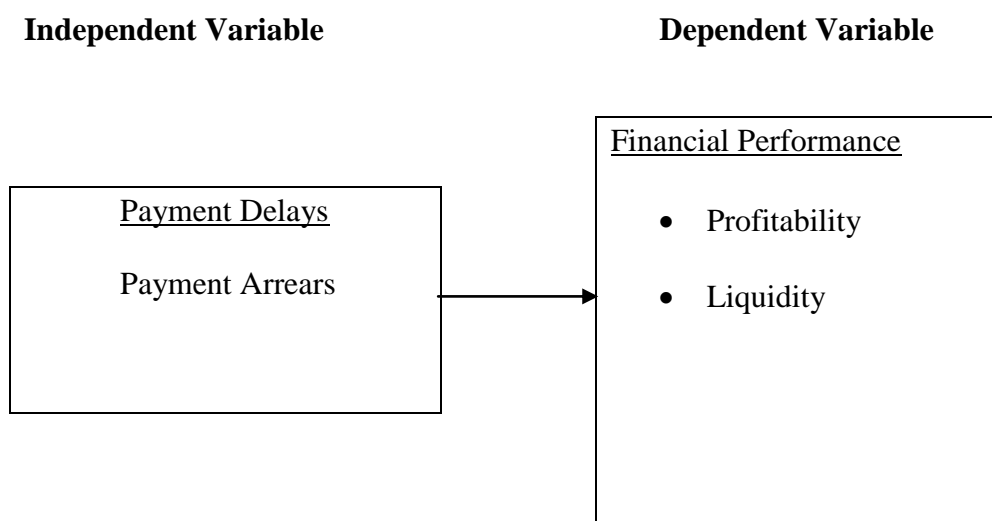 Independent Variable
Dependent Variable
Payment Delays
Payment Arrears
Financial Performance
• Profitability
• Liquidity